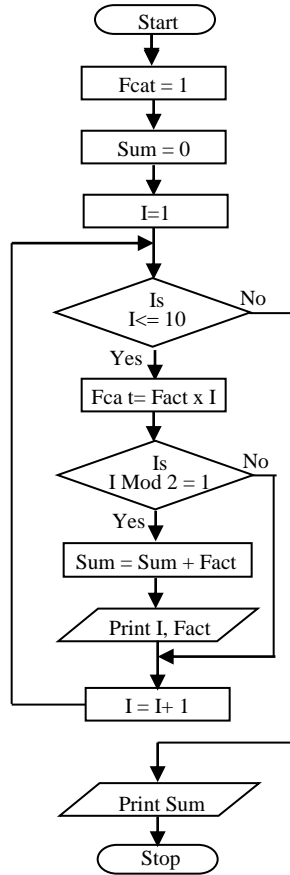 Start
Fcat = 1
Sum = 0
I=1
Is
I<= 10
No
Yes
Fca t= Fact x I
Is
I Mod 2 = 1
No
Yes
Sum = Sum + Fact
Print I, Fact
I = I+ 1
Print Sum
Stop